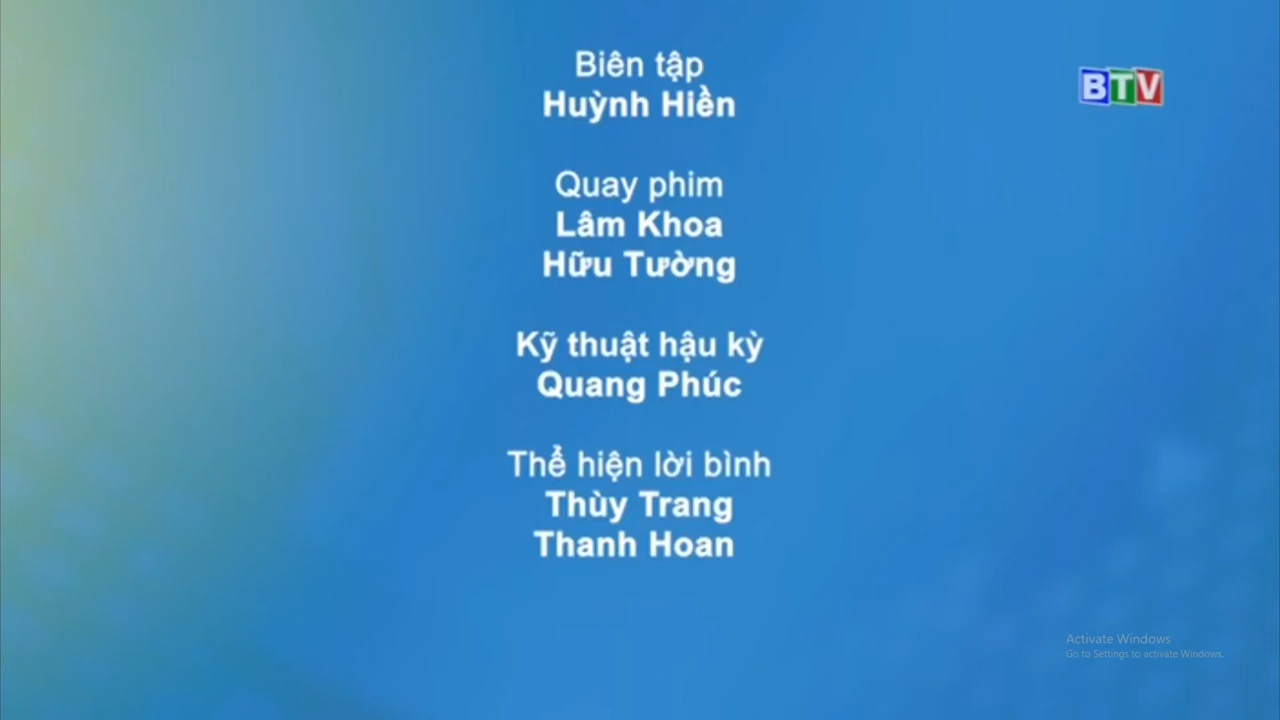 Biên tập
Huỳnh Hiền
BTV
Quay phim
Lâm Khoa
Hữu Tường
Kỹ thuật hậu kỳ
Quang Phúc
Thể hiện lời bình
Thùy Trang
Thanh Hoan
Activate Windows
Go to Settings to activate Windows.